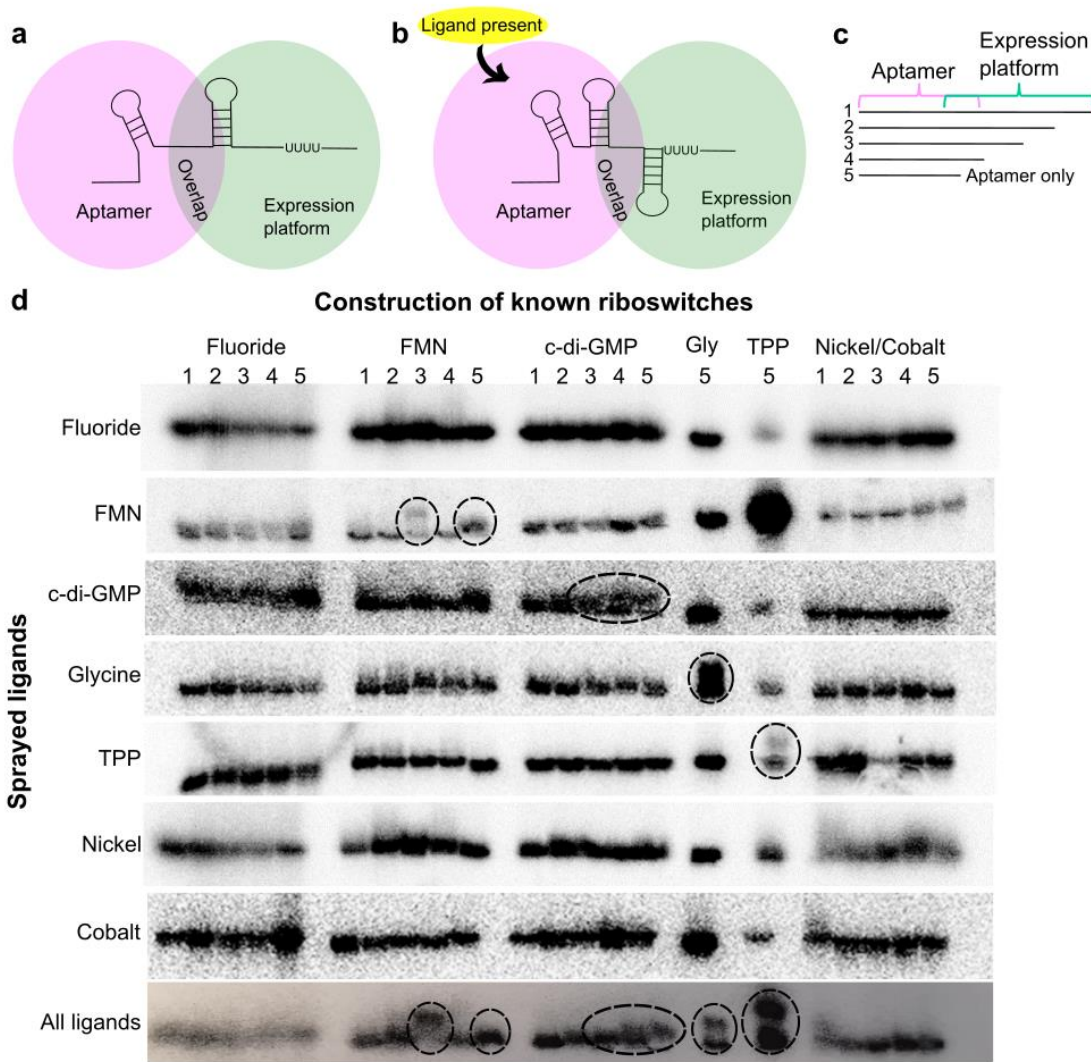 a
Aptamer
Overlap
Expression
platform
UUUU
b
Ligand present
Aptamer
Overlap
Expression
platform
UUUU
c
Aptamer
Expression
platform
1
2
3
4
5 Aptamer only
d
Construction of known riboswitches
Fluoride FMN c-di-GMP Gly TPP Nickel/Cobalt
1 2 3 4 5 1 2 3 4 5 1 2 3 4 5 5 5 1 2 3 4 5
Sprayed ligands
Fluoride
FMN
c-di-GMP
Glycine
TPP
Nickel
Cobalt
All ligands